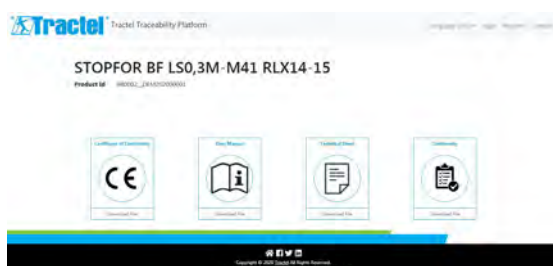 Tractel
Tractel Traceability Platform
STOPFOR BF LS0,3M-M41 RLX14-15
Product Id
Certificate of Conformity
User Manual
Technical Sheet
Conformity
CE
i
Download File
Download File
Download File
Download File
Copyright © 2020 Tractel All Rights Reserved.